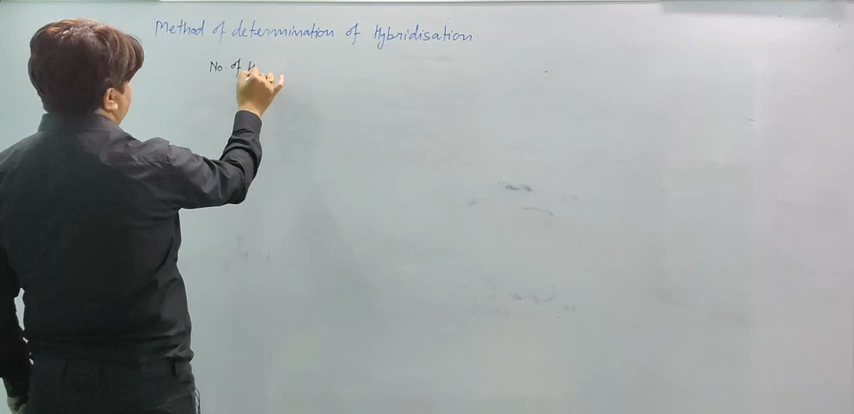 Method of determination of Hybridisation
No. of